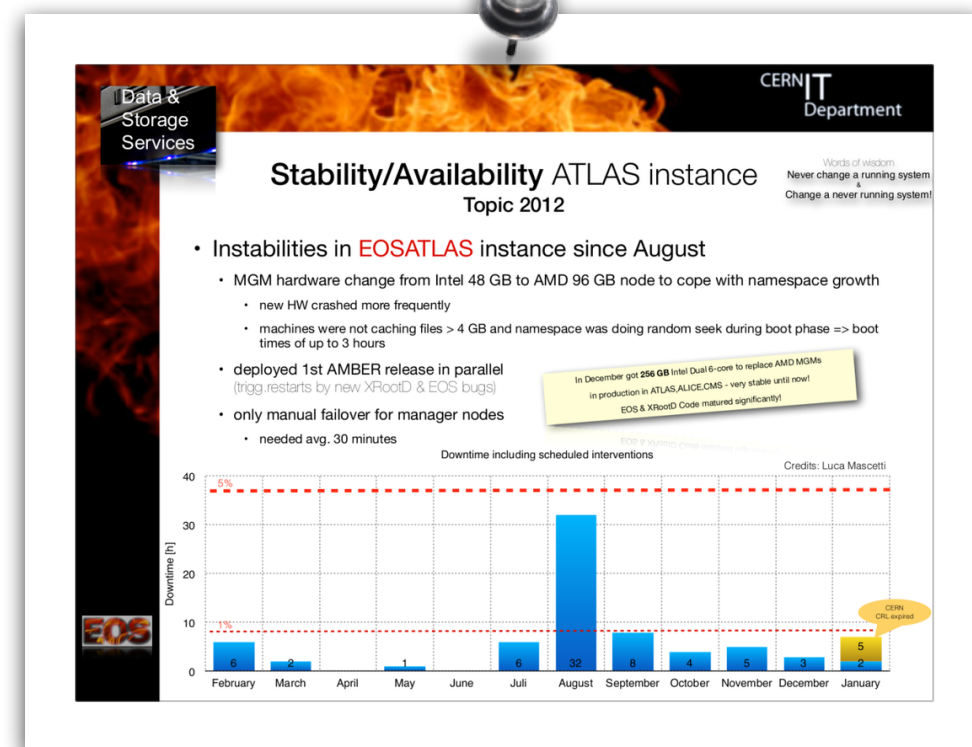 Data &
Storage
Services
CERN IT
Department
Stability/Availability ATLAS instance
Topic 2012
Words of wisdom
Never change a running system
&
Change a never running system!
• Instabilities in EOSATLAS instance since August
• MGM hardware change from Intel 48 GB to AMD 96 GB node to cope with namespace growth
• new HW crashed more frequently
• machines were not caching files > 4 GB and namespace was doing random seek during boot phase => boot
times of up to 3 hours
• deployed 1st AMBER release in parallel
(trigg.restarts by new XRootD & EOS bugs)
• only manual failover for manager nodes
• needed avg. 30 minutes
In December got 256 GB Intel Dual 6-core to replace AMD MGMs
in production in ATLAS,ALICE,CMS - very stable until now!
EOS & XRootD Code matured significantly!
Downtime including scheduled interventions
Credits: Luca Mascetti
Downtime [h]
40
30
20
10
0
5%
1%
6
2
1
6
32
8
4
5
3
5
2
CERN
CRL expired
February
March
April
May
June
Juli
August
September
October
November
December
January
EOS